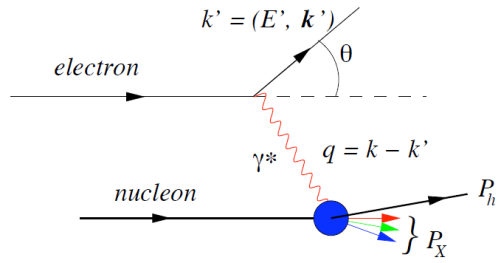 k' = (E', k')
θ
electron
γ*
q = k – k'
nucleon
P_h
} P_X